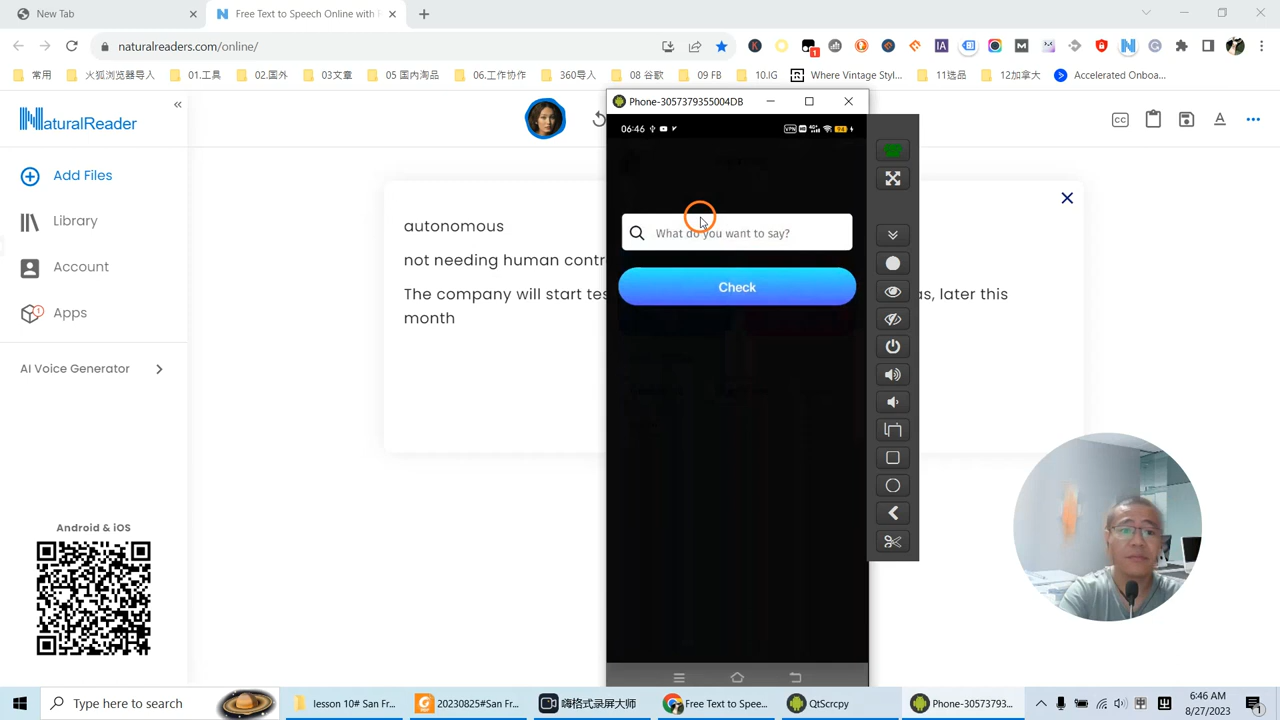 New Tab
Free Text to Speech Online with
naturalreaders.com/online/
1
IA
常用
火狐浏览器导入
01.工具
02.国外
03文章
05 国内淘品
06.工作协作
360导入
08 谷歌
09 FB
10.IG
Where Vintage Styl...
11选品
12加拿大
Accelerated Onboa...
NaturalReader
Add Files
Library
Account
Apps
AI Voice Generator
Android & iOS
CC
autonomous
not needing human contr
The company will start tes
as, later this
month
Phone-3057379355004DB
06:46
What do you want to say?
Check
Type here to search
lesson 10# San Fr...
20230825#San Fr...
嗨格式录屏大师
Free Text to Spee...
QtScrcpy
Phone-30573793...
中
6:46 AM
8/27/2023